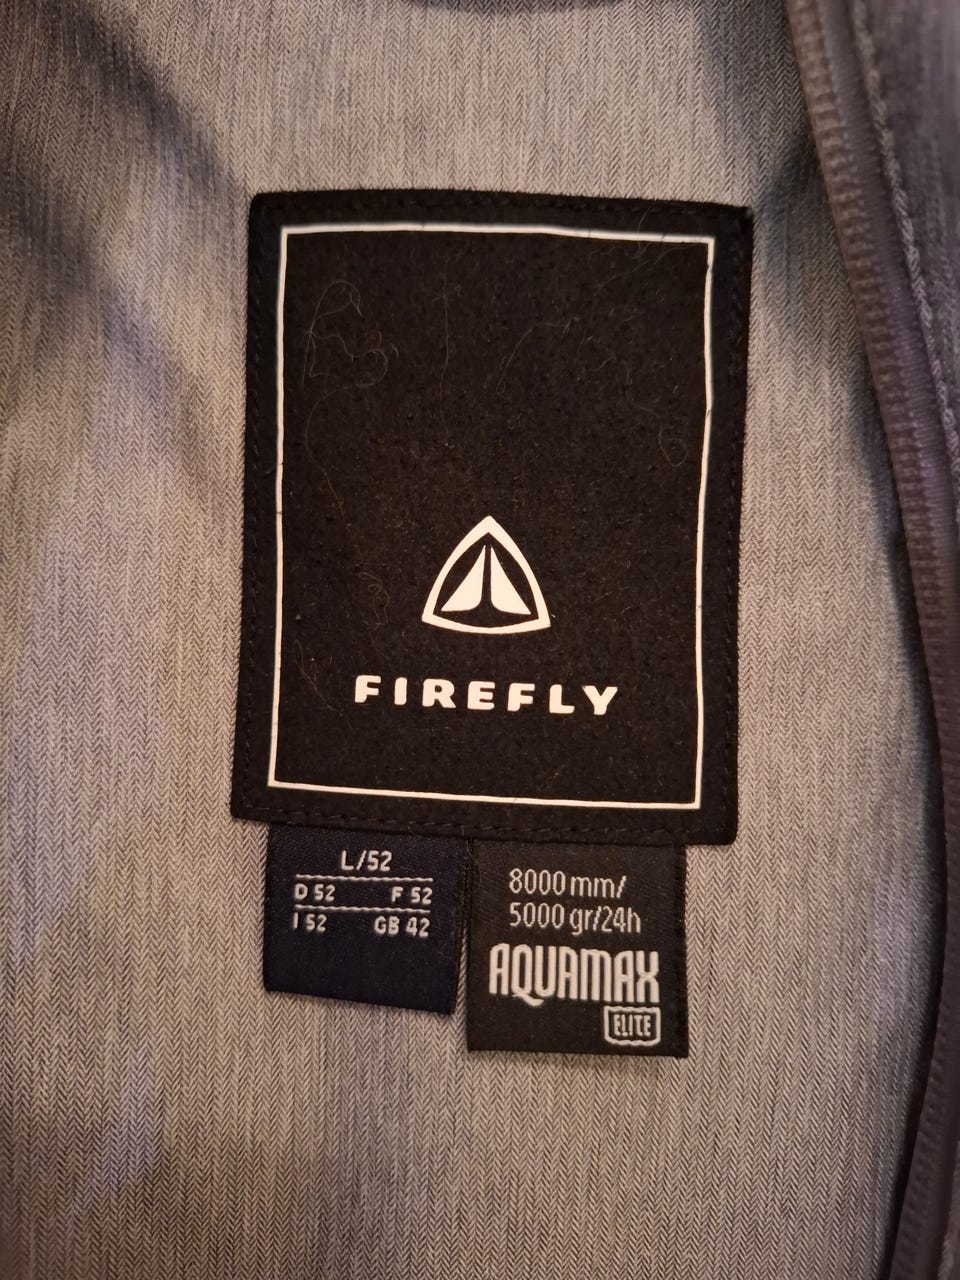 FIREFLY
L/52
D 52 F 52
I 52 GB 42
8000 mm/
5000 gr/24h
AQUAMAX
ELITE